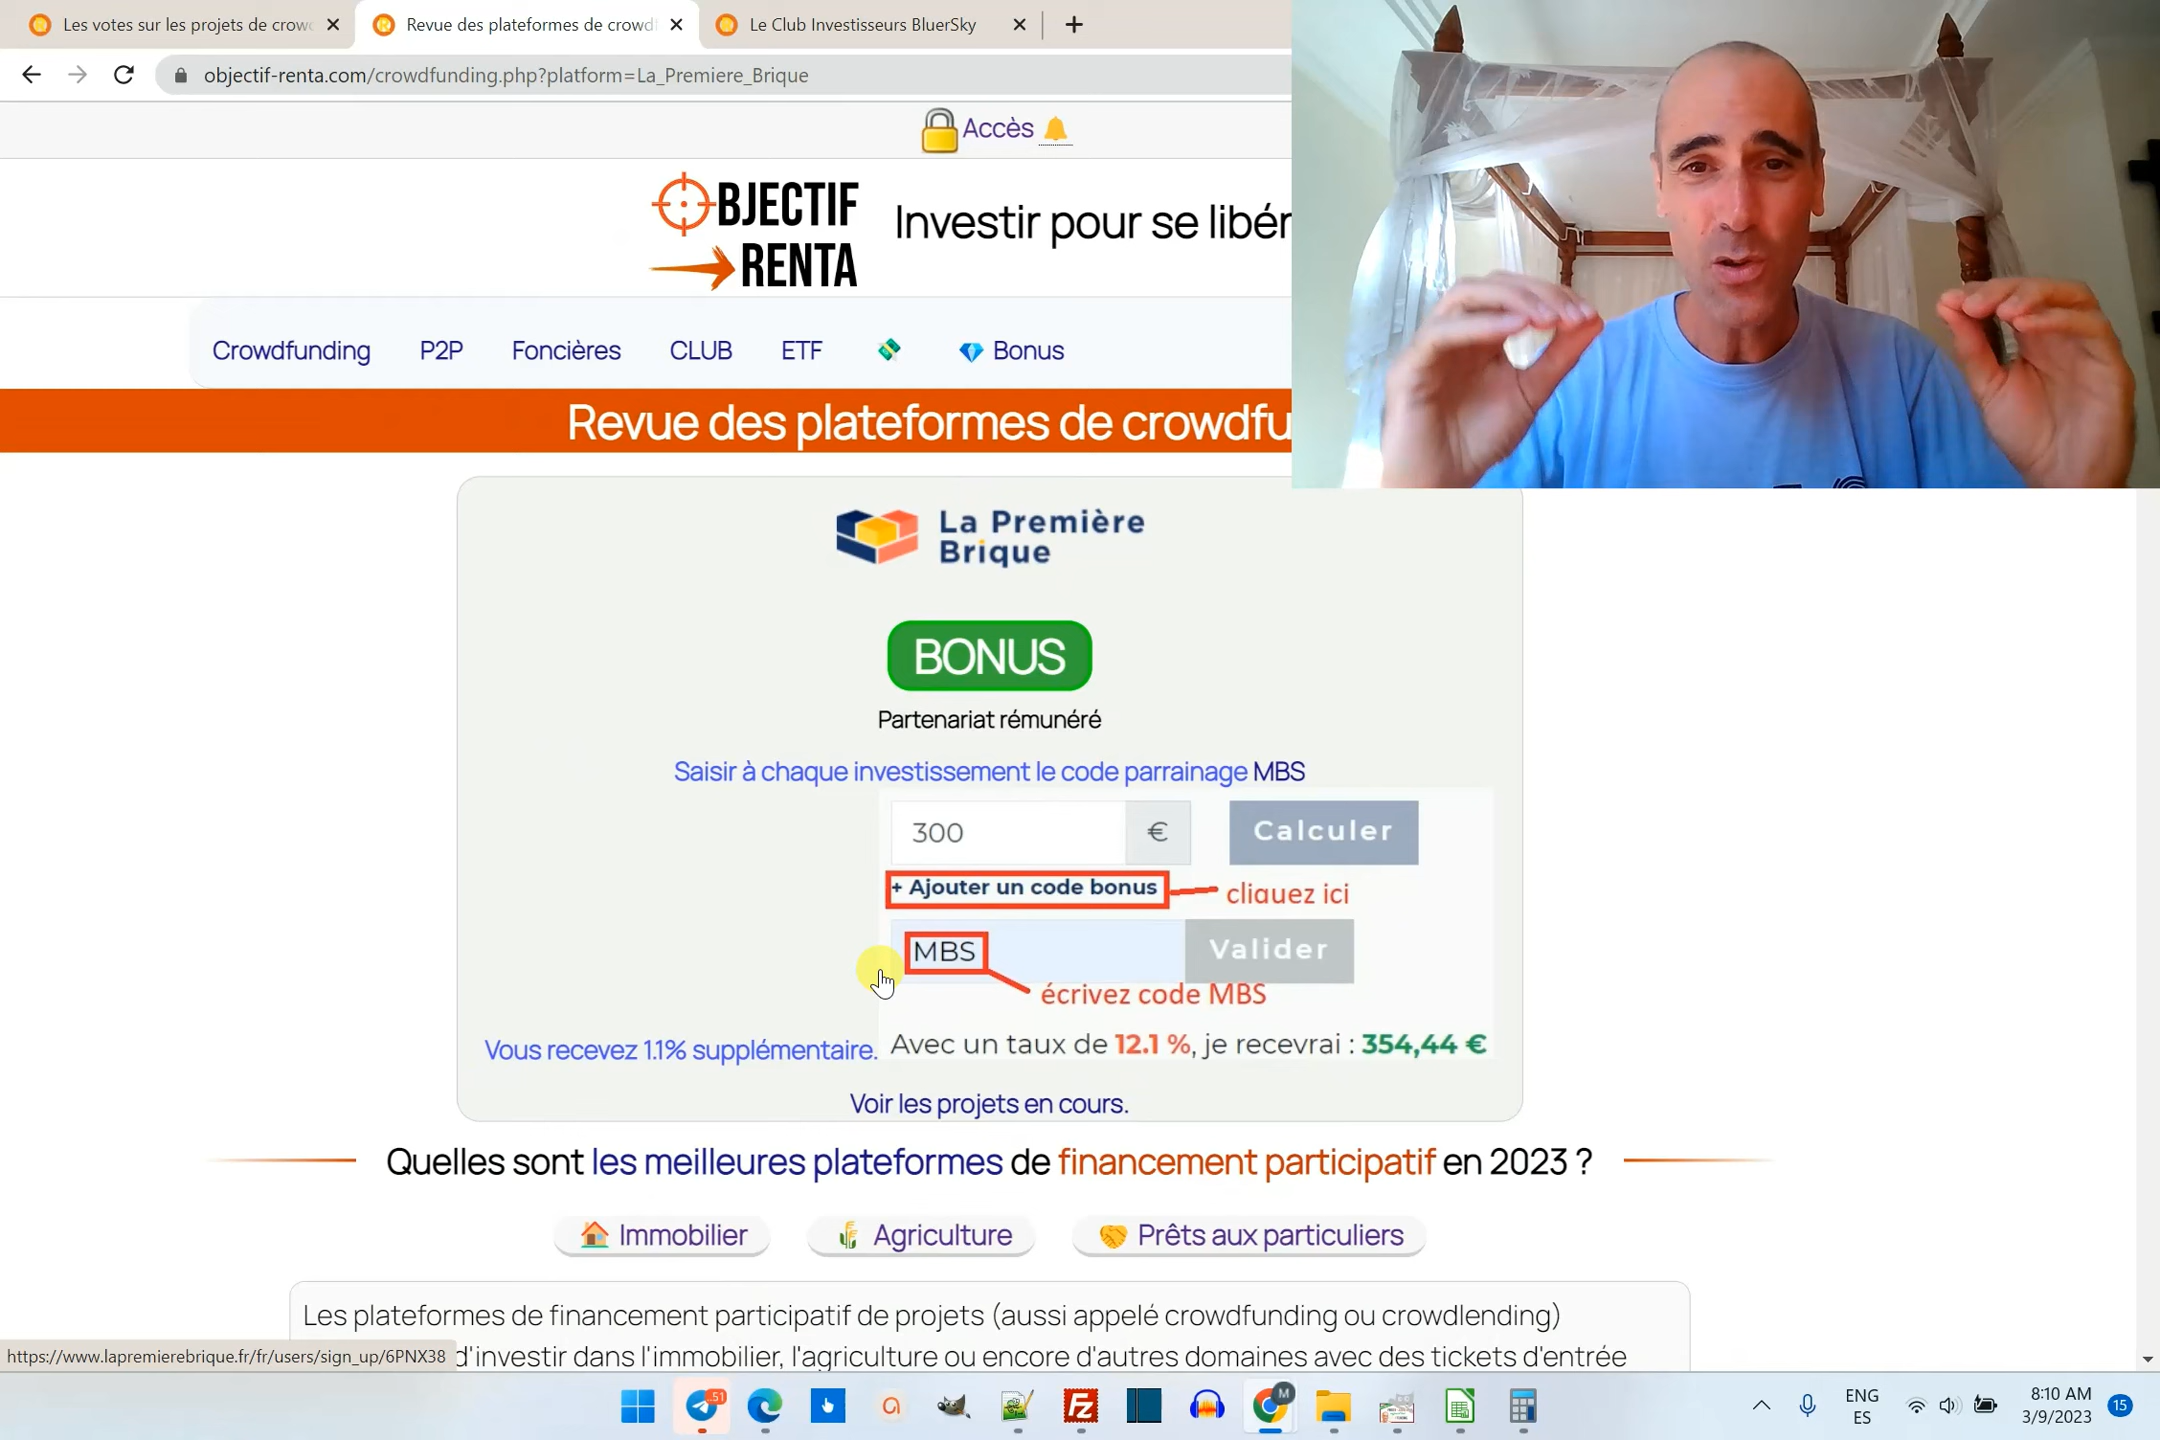 Les votes sur les projets de crow
Revue des plateformes de crowd
Le Club Investisseurs BluerSky
objectif-renta.com/crowdfunding.php?platform=La_Premiere_Brique
Accès
OBJECTIF
RENTA
Investir pour se libér
Crowdfunding
P2P
Foncières
CLUB
ETF
Bonus
Revue des plateformes de crowdfu
La Première
Brique
BONUS
Partenariat rémunéré
Saisir à chaque investissement le code parrainage MBS
300
€
Calculer
+ Ajouter un code bonus
cliquez ici
MBS
Valider
écrivez code MBS
Vous recevez 1.1% supplémentaire.
Avec un taux de 12.1 %, je recevrai : 354,44 €
Voir les projets en cours.
Quelles sont les meilleures plateformes de financement participatif en 2023 ?
Immobilier
Agriculture
Prêts aux particuliers
Les plateformes de financement participatif de projets (aussi appelé crowdfunding ou crowdlending)
https://www.lapremierebrique.fr/fr/users/sign_up/6PNX38
d'investir dans l'immobilier, l'agriculture ou encore d'autres domaines avec des tickets d'entrée
51
M
ENG
ES
8:10 AM
3/9/2023
15